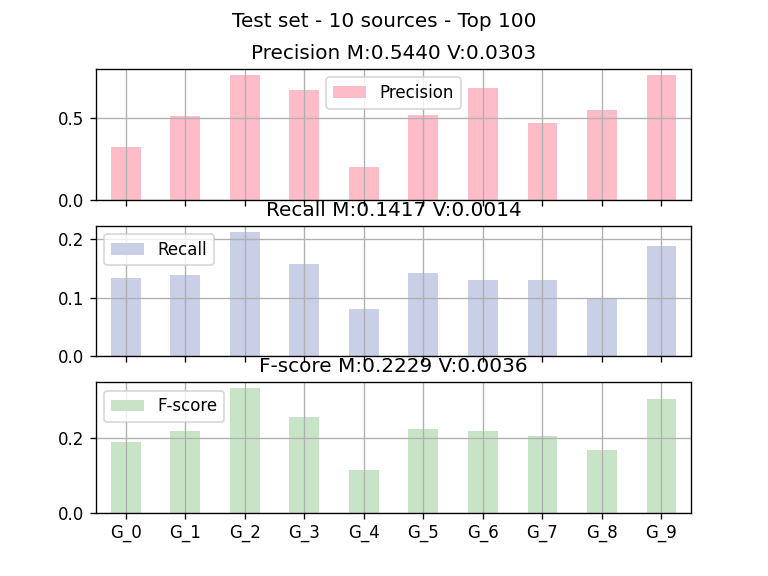 Test set - 10 sources - Top 100
Precision M:0.5440 V:0.0303
Precision
0.5
0.0
Recall M:0.1417 V:0.0014
Recall
0.2
0.1
0.0
F-score M:0.2229 V:0.0036
F-score
0.2
0.0
G_0 G_1 G_2 G_3 G_4 G_5 G_6 G_7 G_8 G_9